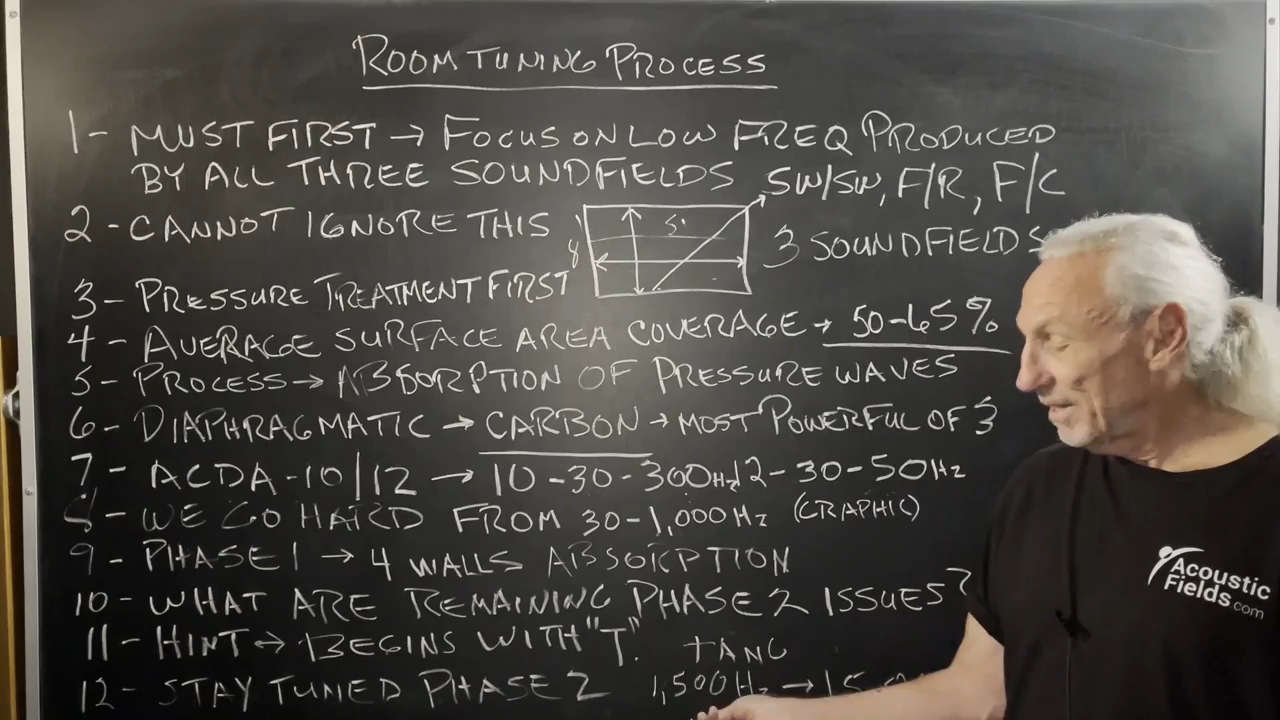 ROOM TUNING PROCESS
1- MUST FIRST → FOCUS ON LOW FREQ PRODUCED
BY ALL THREE SOUNDFIELDS SW/SW, F/R, F/C
2- CANNOT IGNORE THIS
8
3 SOUNDFIELDS
3- PRESSURE TREATMENT FIRST
4- AVERAGE SURFACE AREA COVERAGE → 50-65%
5- PROCESS → ABSORPTION OF PRESSURE WAVES
6- DIAPHRAGMATIC → CARBON → MOST POWERFUL OF 3
7- ACDA-10/12 → 10-30-300Hz/12-30-50Hz
8- WE GO HARD FROM 30-1,000Hz (GRAPHIC)
9- PHASE 1 → 4 WALLS ABSORPTION
10- WHAT ARE REMAINING PHASE 2 ISSUES?
11- HINT ↔ BEGINS WITH "T".
12- STAY TUNED PHASE 2 1,500Hz →
Acoustic
Fields.com